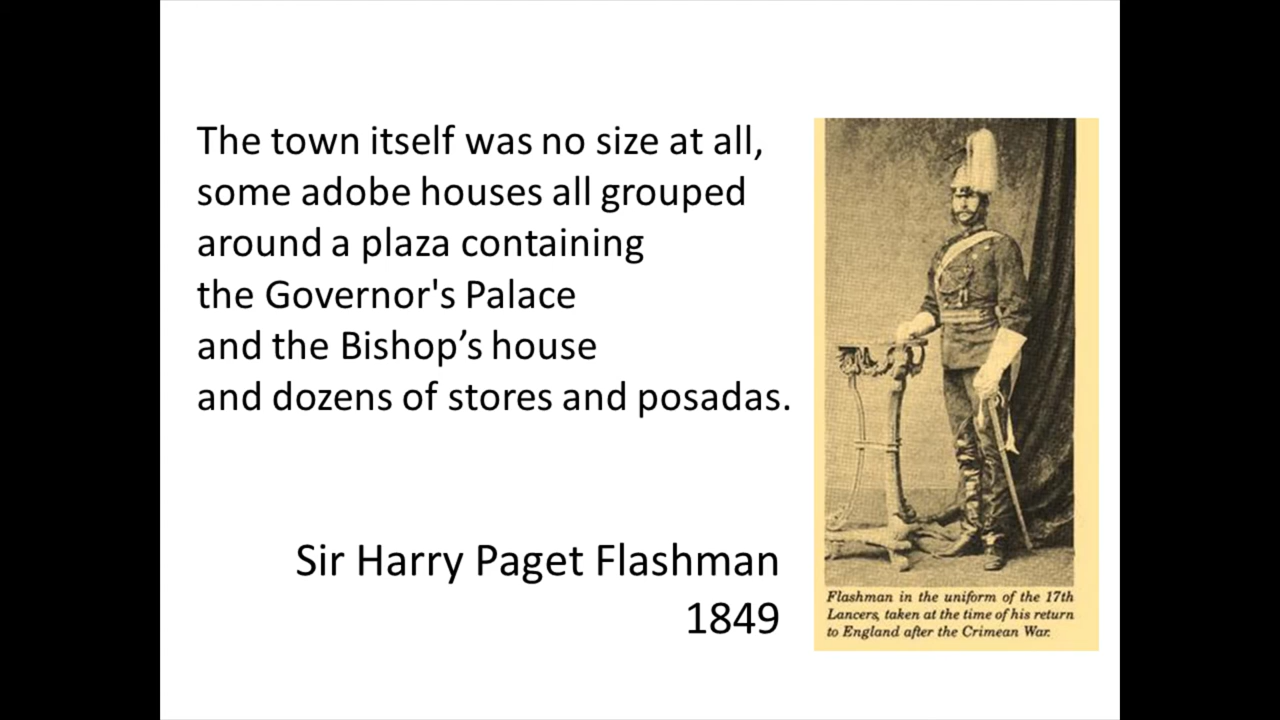 The town itself was no size at all,
some adobe houses all grouped
around a plaza containing
the Governor's Palace
and the Bishop’s house
and dozens of stores and posadas.
Sir Harry Paget Flashman
1849
Flashman in the uniform of the 17th
Lancers, taken at the time of his return
to England after the Crimean War.